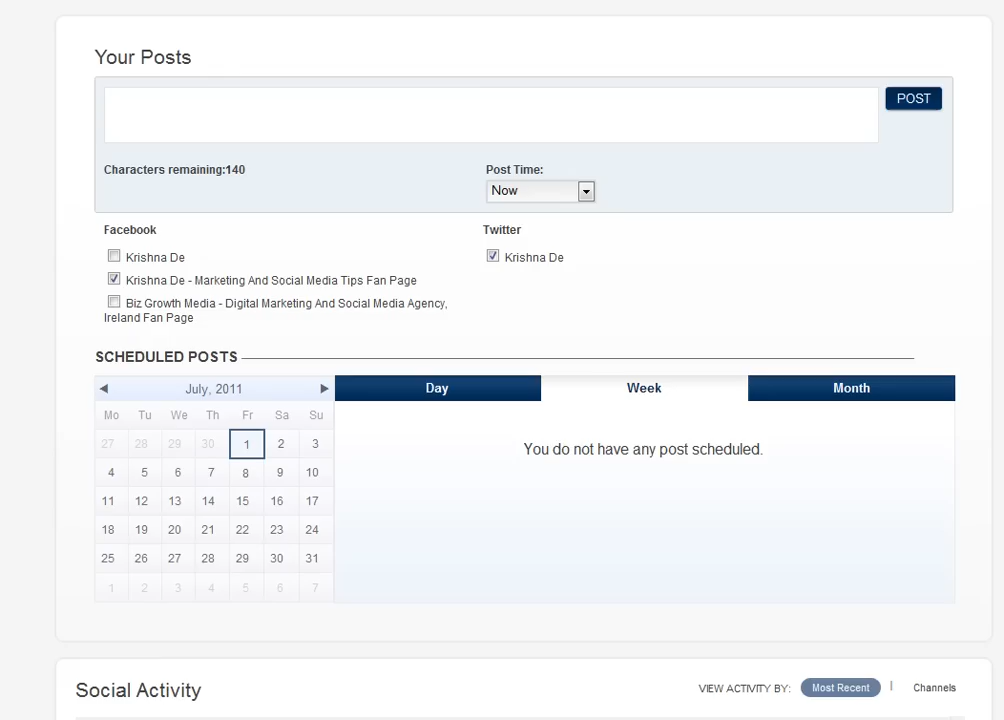 Your Posts
POST
Characters remaining:140
Post Time:
Now
Facebook
Twitter
Krishna De
Krishna De
Krishna De - Marketing And Social Media Tips Fan Page
Biz Growth Media - Digital Marketing And Social Media Agency,
Ireland Fan Page
SCHEDULED POSTS
July, 2011
Day
Week
Month
Mo Tu We Th Fr Sa Su
27 28 29 30 1 2 3
4 5 6 7 8 9 10
11 12 13 14 15 16 17
18 19 20 21 22 23 24
25 26 27 28 29 30 31
1 2 3 4 5 6 7
You do not have any post scheduled.
Social Activity
VIEW ACTIVITY BY:
Most Recent
|
Channels